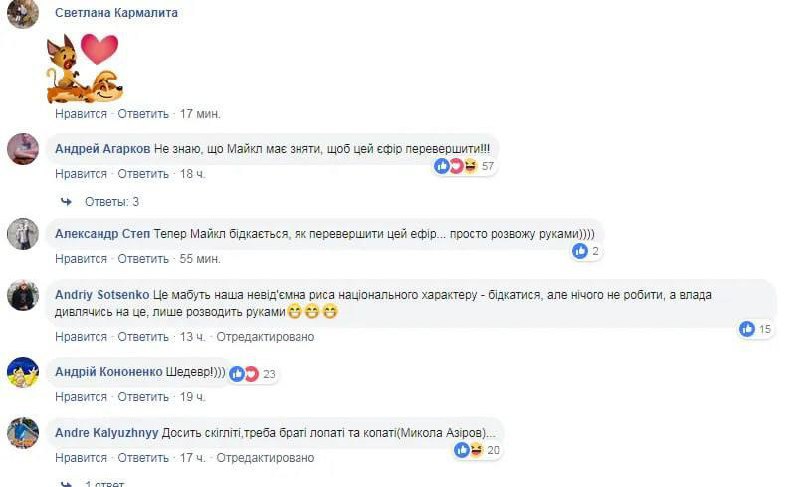 Светлана Кармалита
Нравится · Ответить · 17 мин.
Андрей Агарков Не знаю, що Майкл має зняти, щоб цей єфір перевершити!!!
57
Нравится · Ответить · 18 ч.
Ответы: 3
Александр Степ Тепер Майкл бідкається, як перевершити цей ефір... просто розвожу руками))))
2
Нравится · Ответить · 55 мин.
Andriy Sotsenko Це мабуть наша невід'ємна риса національного характеру - бідкатися, але нічого не робити, а влада
дивлячись на це, лише розводить руками😁😁😁
15
Нравится · Ответить · 13 ч. · Отредактировано
Андрій Кононенко Шедевр!))) 23
Нравится · Ответить · 19 ч.
Andre Kalyuzhnyy Досить скігліті,треба браті лопаті та копаті(Микола Азіров)...
20
Нравится · Ответить · 17 ч. · Отредактировано
1 ответ